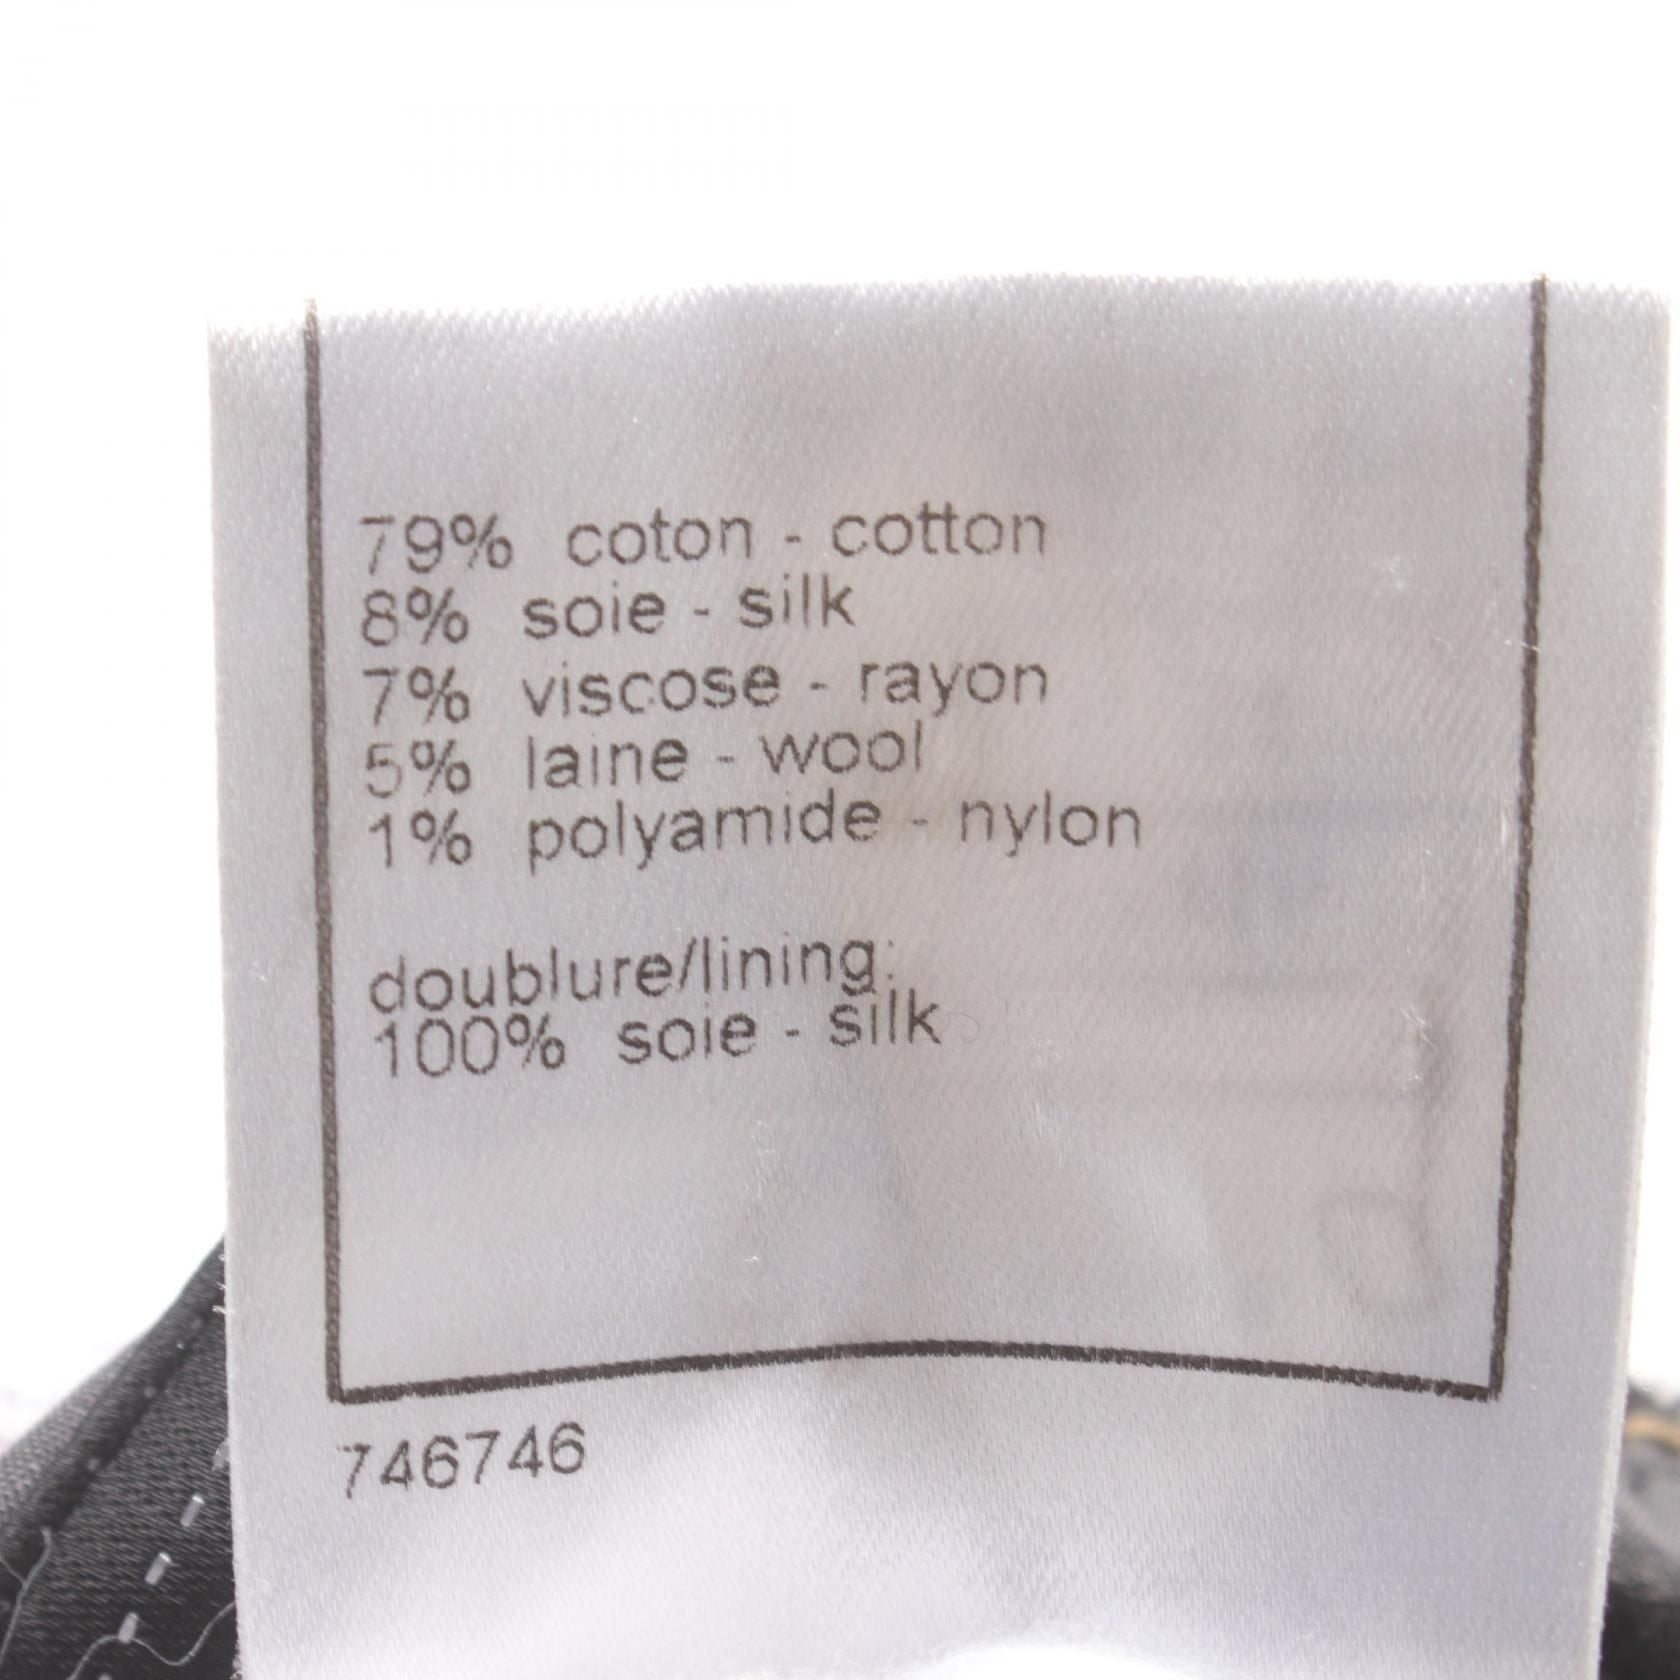 79% coton - cotton
8% soie - silk
7% viscose - rayon
5% laine - wool
1% polyamide - nylon
doublure/lining:
100% soie - silk
746746